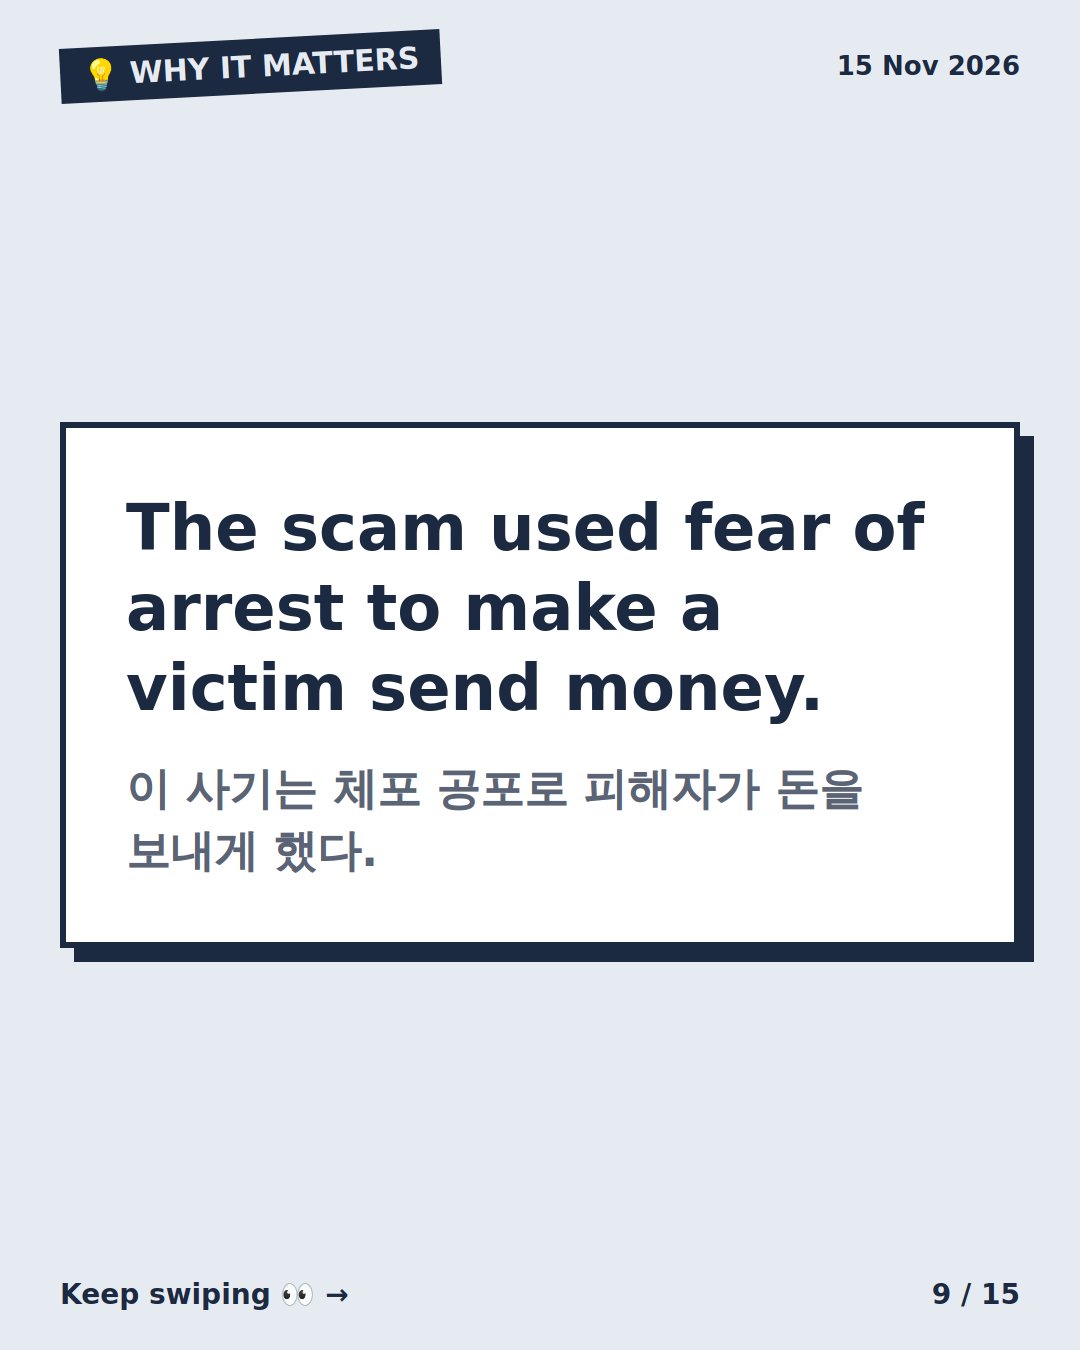 💡 WHY IT MATTERS
15 Nov 2026
The scam used fear of
arrest to make a
victim send money.
이 사기는 체포 공포로 피해자가 돈을
보내게 했다.
Keep swiping 👀 →
9 / 15